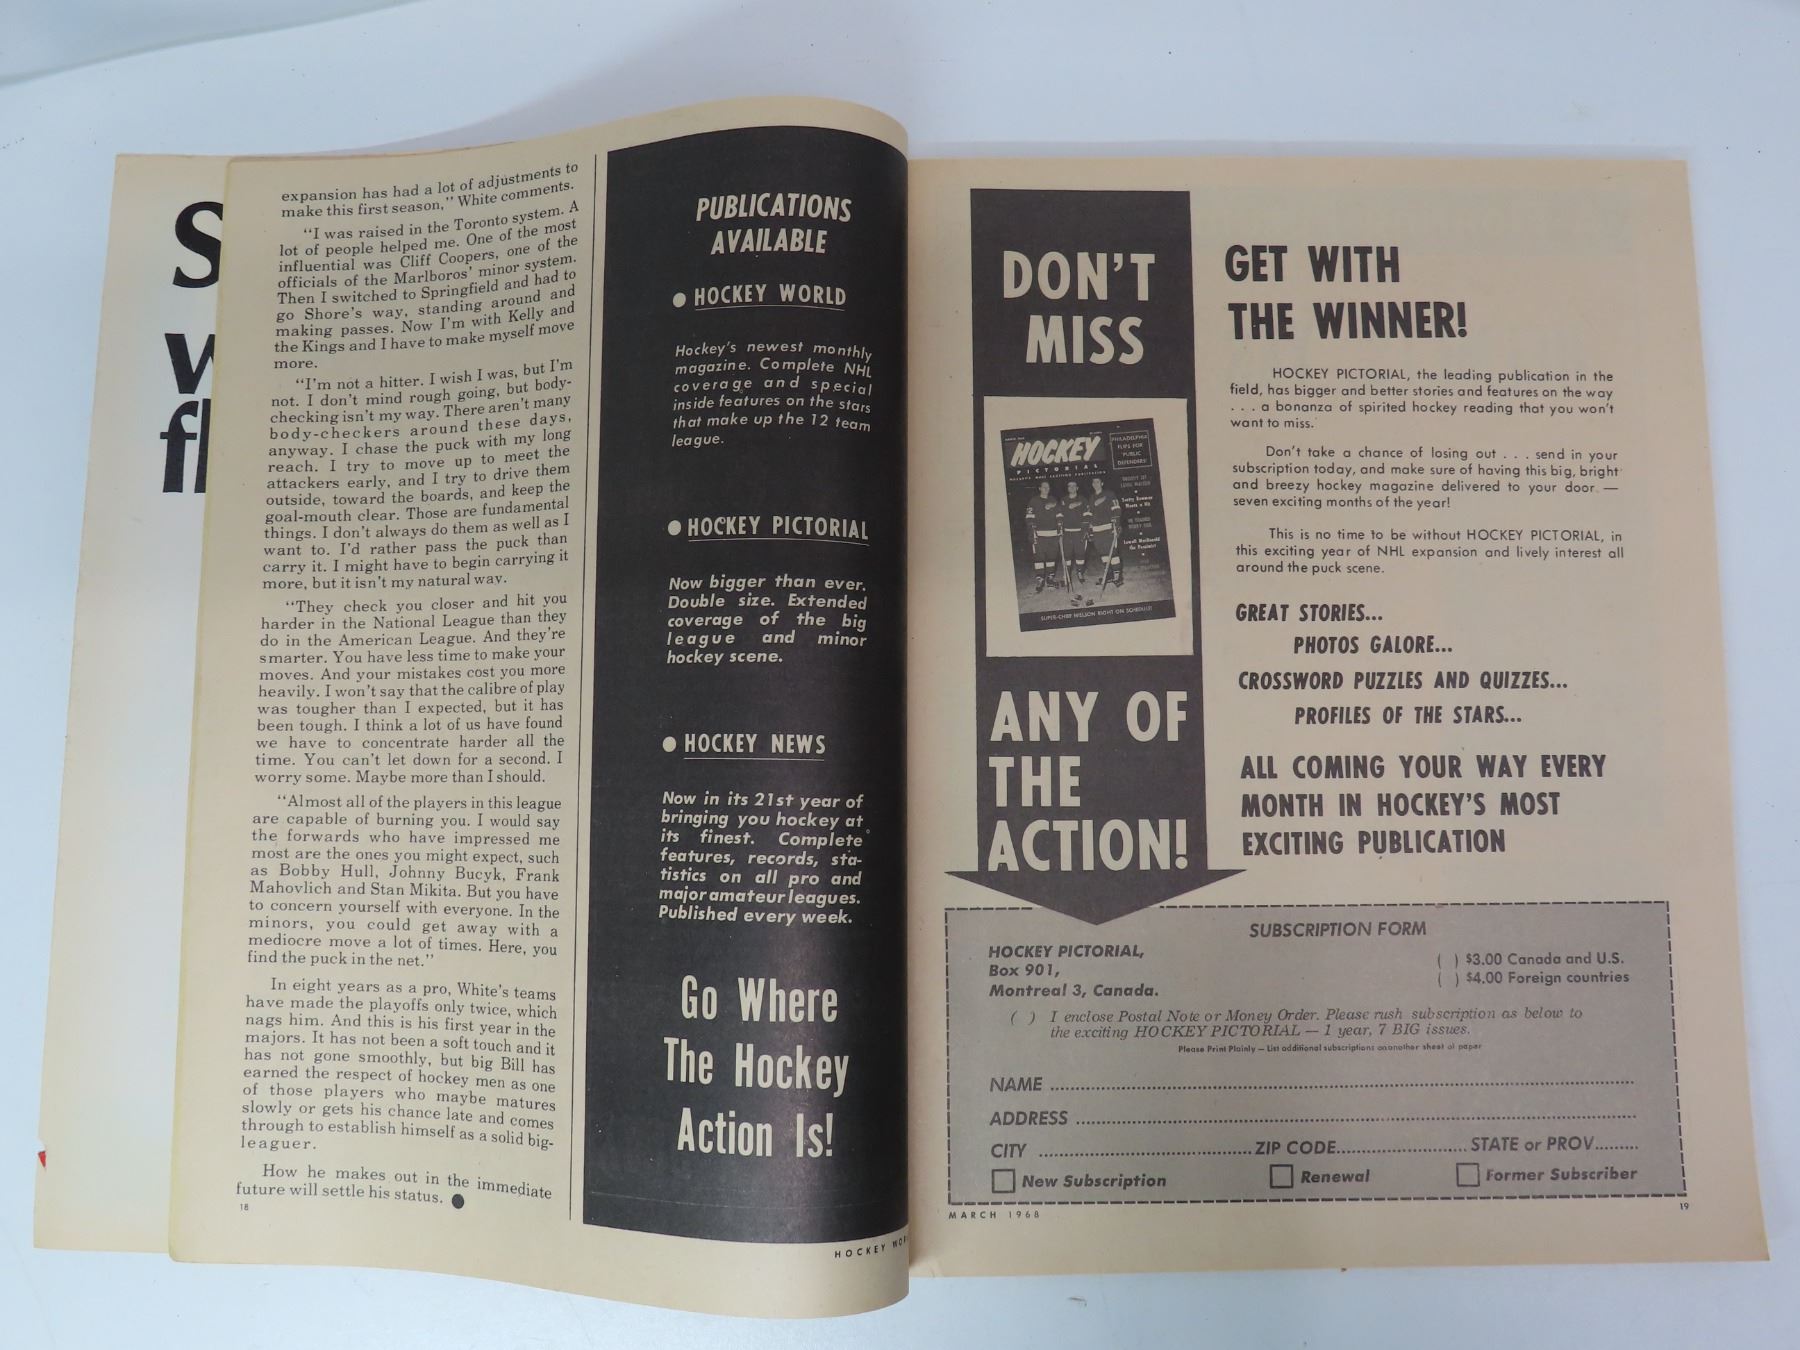 S
w
fl
expansion has had a lot of adjustments to
make this first season," White comments.
"I was raised in the Toronto system. A
lot of people helped me. One of the most
influential was Cliff Coopers, one of the
officials of the Marlboros' minor system.
Then I switched to Springfield and had to
go Shore's way, standing around and
making passes. Now I'm with Kelly and
the Kings and I have to make myself move
more.
"I'm not a hitter. I wish I was, but I'm
not. I don't mind rough going, but body-
checking isn't my way. There aren't many
body-checkers around these days,
anyway. I chase the puck with my long
reach. I try to move up to meet the
attackers early, and I try to drive them
outside, toward the boards, and keep the
goal-mouth clear. Those are fundamental
things. I don't always do them as well as I
want to. I'd rather pass the puck than
carry it. I might have to begin carrying it
more, but it isn't my natural way.
"They check you closer and hit you
harder in the National League than they
do in the American League. And they're
smarter. You have less time to make your
moves. And your mistakes cost you more
heavily. I won't say that the calibre of play
was tougher than I expected, but it has
been tough. I think a lot of us have found
we have to concentrate harder all the
time. You can't let down for a second. I
worry some. Maybe more than I should.
"Almost all of the players in this league
are capable of burning you. I would say
the forwards who have impressed me
most are the ones you might expect, such
as Bobby Hull, Johnny Bucyk, Frank
Mahovlich and Stan Mikita. But you have
to concern yourself with everyone. In the
minors, you could get away with a
mediocre move a lot of times. Here, you
find the puck in the net."
In eight years as a pro, White's teams
have made the playoffs only twice, which
nags him. And this is his first year in the
majors. It has not been a soft touch and it
has not gone smoothly, but big Bill has
earned the respect of hockey men as one
of those players who maybe matures
slowly or gets his chance late and comes
through to establish himself as a solid big-
leaguer.
How he makes out in the immediate
future will settle his status. ●
18
PUBLICATIONS
AVAILABLE
● HOCKEY WORLD
Hockey's newest monthly
magazine. Complete NHL
coverage and special
inside features on the stars
that make up the 12 team
league.
● HOCKEY PICTORIAL
Now bigger than ever.
Double size. Extended
coverage of the big
league and minor
hockey scene.
● HOCKEY NEWS
Now in its 21st year of
bringing you hockey at
its finest. Complete
features, records, sta-
tistics on all pro and
major amateur leagues.
Published every week.
Go Where
The Hockey
Action Is!
HOCKEY WOR
DON'T
MISS
HOCKEY
PICTORIAL
PHILADELPHIA
FLIPS FOR
'PUBLIC
DEFENDERS'
Scotty Bowman
Lowell MacDonald
SUPER-CHIEF NIELSON RIGHT ON SCHEDULE!
ANY OF
THE
ACTION!
GET WITH
THE WINNER!
HOCKEY PICTORIAL, the leading publication in the
field, has bigger and better stories and features on the way
. . . a bonanza of spirited hockey reading that you won't
want to miss.
Don't take a chance of losing out . . . send in your
subscription today, and make sure of having this big, bright
and breezy hockey magazine delivered to your door —
seven exciting months of the year!
This is no time to be without HOCKEY PICTORIAL, in
this exciting year of NHL expansion and lively interest all
around the puck scene.
GREAT STORIES...
PHOTOS GALORE...
CROSSWORD PUZZLES AND QUIZZES...
PROFILES OF THE STARS...
ALL COMING YOUR WAY EVERY
MONTH IN HOCKEY'S MOST
EXCITING PUBLICATION
SUBSCRIPTION FORM
HOCKEY PICTORIAL,
Box 901,
Montreal 3, Canada.
( ) $3.00 Canada and U.S.
( ) $4.00 Foreign countries
( ) I enclose Postal Note or Money Order. Please rush subscription as below to
the exciting HOCKEY PICTORIAL — 1 year, 7 BIG issues.
Please Print Plainly — List additional subscriptions on another sheet of paper
NAME
ADDRESS
CITY ZIP CODE STATE or PROV.
New Subscription Renewal Former Subscriber
MARCH 1968
19